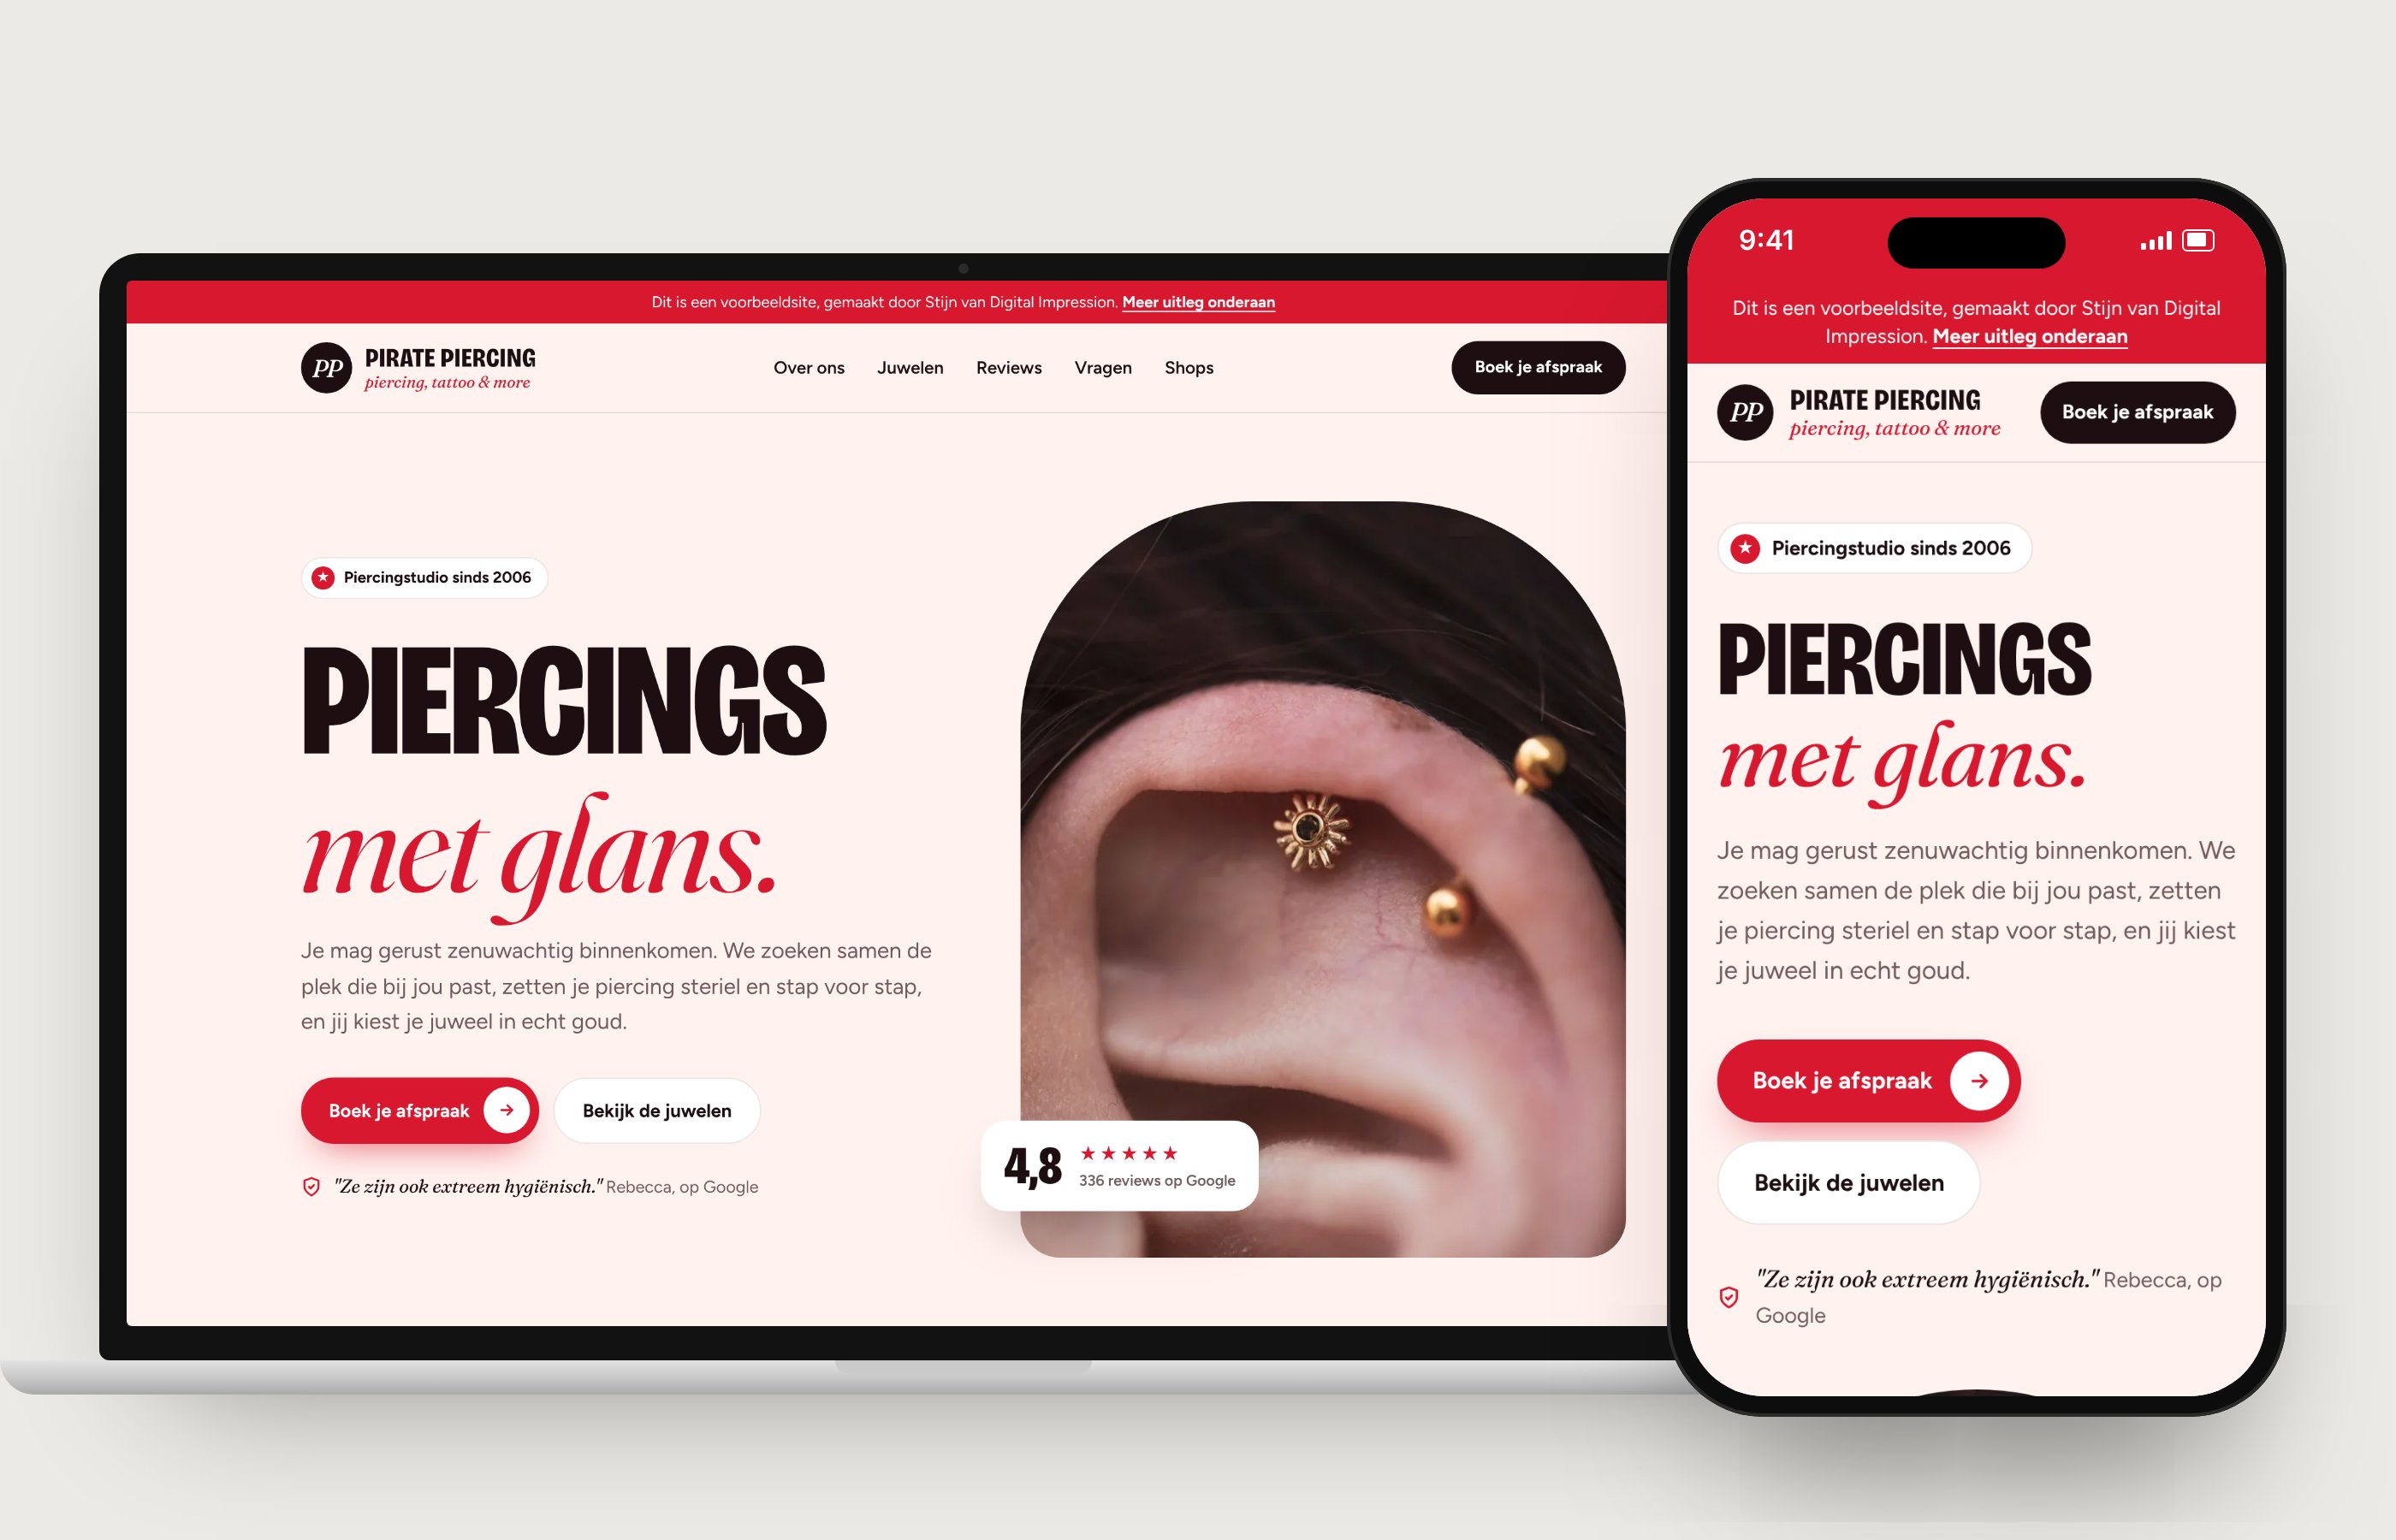 Dit is een voorbeeldsite, gemaakt door Stijn van Digital Impression. Meer uitleg onderaan
PP
PIRATE PIERCING
piercing, tattoo & more
Over ons
Juwelen
Reviews
Vragen
Shops
Boek je afspraak
Piercingstudio sinds 2006
PIERCINGS
met glans.
Je mag gerust zenuwachtig binnenkomen. We zoeken samen de
plek die bij jou past, zetten je piercing steriel en stap voor stap,
en jij kiest je juweel in echt goud.
Boek je afspraak
Bekijk de juwelen
"Ze zijn ook extreem hygiënisch." Rebecca, op Google
4,8
336 reviews op Google
9:41
Dit is een voorbeeldsite, gemaakt door Stijn van Digital
Impression. Meer uitleg onderaan
PP
PIRATE PIERCING
piercing, tattoo & more
Boek je afspraak
Piercingstudio sinds 2006
PIERCINGS
met glans.
Je mag gerust zenuwachtig binnenkomen. We
zoeken samen de plek die bij jou past, zetten
je piercing steriel en stap voor stap, en jij kiest
je juweel in echt goud.
Boek je afspraak
Bekijk de juwelen
"Ze zijn ook extreem hygiënisch." Rebecca, op
Google